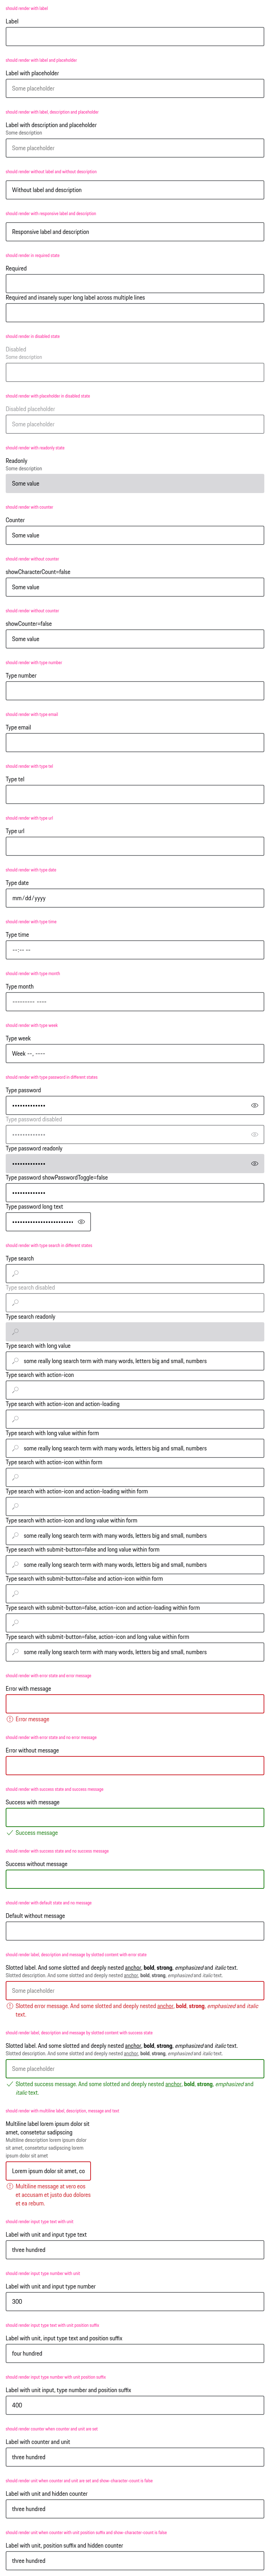 should render with label
Label
should render with label and placeholder
Label with placeholder
Some placeholder
should render with label, description and placeholder
Label with description and placeholder
Some description
Some placeholder
should render without label and without description
Without label and description
should render with responsive label and description
Responsive label and description
should render in required state
Required
Required and insanely super long label across multiple lines
should render in disabled state
Disabled
Some description
should render with placeholder in disabled state
Disabled placeholder
Some placeholder
should render with readonly state
Readonly
Some description
Some value
should render with counter
Counter
Some value
should render without counter
showCharacterCount=false
Some value
should render without counter
showCounter=false
Some value
should render with type number
Type number
should render with type email
Type email
should render with type tel
Type tel
should render with type url
Type url
should render with type date
Type date
mm/dd/yyyy
should render with type time
Type time
--:-- --
should render with type month
Type month
--------- ----
should render with type week
Type week
Week --, ----
should render with type password in different states
Type password
•••••••••••••
Type password disabled
•••••••••••••
Type password readonly
•••••••••••••
Type password showPasswordToggle=false
•••••••••••••
Type password long text
••••••••••••••••••••••••
should render with type search in different states
Type search
Type search disabled
Type search readonly
Type search with long value
some really long search term with many words, letters big and small, numbers
Type search with action-icon
Type search with action-icon and action-loading
Type search with long value within form
some really long search term with many words, letters big and small, numbers
Type search with action-icon within form
Type search with action-icon and action-loading within form
Type search with action-icon and long value within form
some really long search term with many words, letters big and small, numbers
Type search with submit-button=false and long value within form
some really long search term with many words, letters big and small, numbers
Type search with submit-button=false and action-icon within form
Type search with submit-button=false, action-icon and action-loading within form
Type search with submit-button=false, action-icon and long value within form
some really long search term with many words, letters big and small, numbers
should render with error state and error message
Error with message
Error message
should render with error state and no error message
Error without message
should render with success state and success message
Success with message
Success message
should render with success state and no success message
Success without message
should render with default state and no message
Default without message
should render label, description and message by slotted content with error state
Slotted label. And some slotted and deeply nested anchor, bold, strong, emphasized and italic text.
Slotted description. And some slotted and deeply nested anchor, bold, strong, emphasized and italic text.
Some placeholder
Slotted error message. And some slotted and deeply nested anchor, bold, strong, emphasized and italic
text.
should render label, description and message by slotted content with success state
Slotted label. And some slotted and deeply nested anchor, bold, strong, emphasized and italic text.
Slotted description. And some slotted and deeply nested anchor, bold, strong, emphasized and italic text.
Some placeholder
Slotted success message. And some slotted and deeply nested anchor, bold, strong, emphasized and
italic text.
should render with multiline label, description, message and text
Multiline label lorem ipsum dolor sit
amet, consetetur sadipscing
Multiline description lorem ipsum dolor
sit amet, consetetur sadipscing lorem
ipsum dolor sit amet
Lorem ipsum dolor sit amet, co
Multiline message at vero eos
et accusam et justo duo dolores
et ea rebum.
should render input type text with unit
Label with unit and input type text
three hundred
should render input type number with unit
Label with unit and input type number
300
should render input type text with unit position suffix
Label with unit, input type text and position suffix
four hundred
should render input type number with unit position suffix
Label with unit input, type number and position suffix
400
should render counter when counter and unit are set
Label with counter and unit
three hundred
should render unit when counter and unit are set and show-character-count is false
Label with unit and hidden counter
three hundred
should render unit when counter with unit position suffix and show-character-count is false
Label with unit, position suffix and hidden counter
three hundred